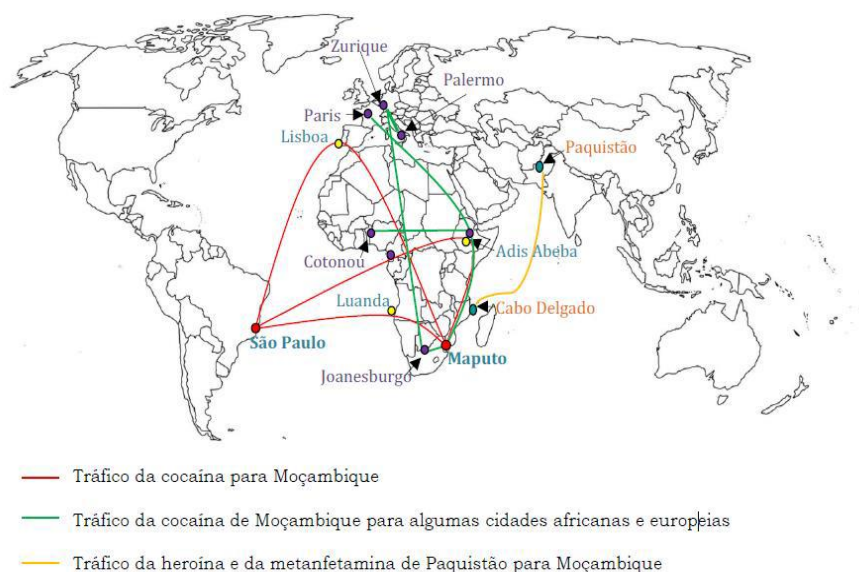 Zurique
Palermo
Paris
Lisboa
Paquistão
Cotonou
Adis Abeba
Luanda
Cabo Delgado
São Paulo
Maputo
Joanesburgo
Tráfico da cocaína para Moçambique
Tráfico da cocaína de Moçambique para algumas cidades africanas e europeias
Tráfico da heroína e da metanfetamina de Paquistão para Moçambique